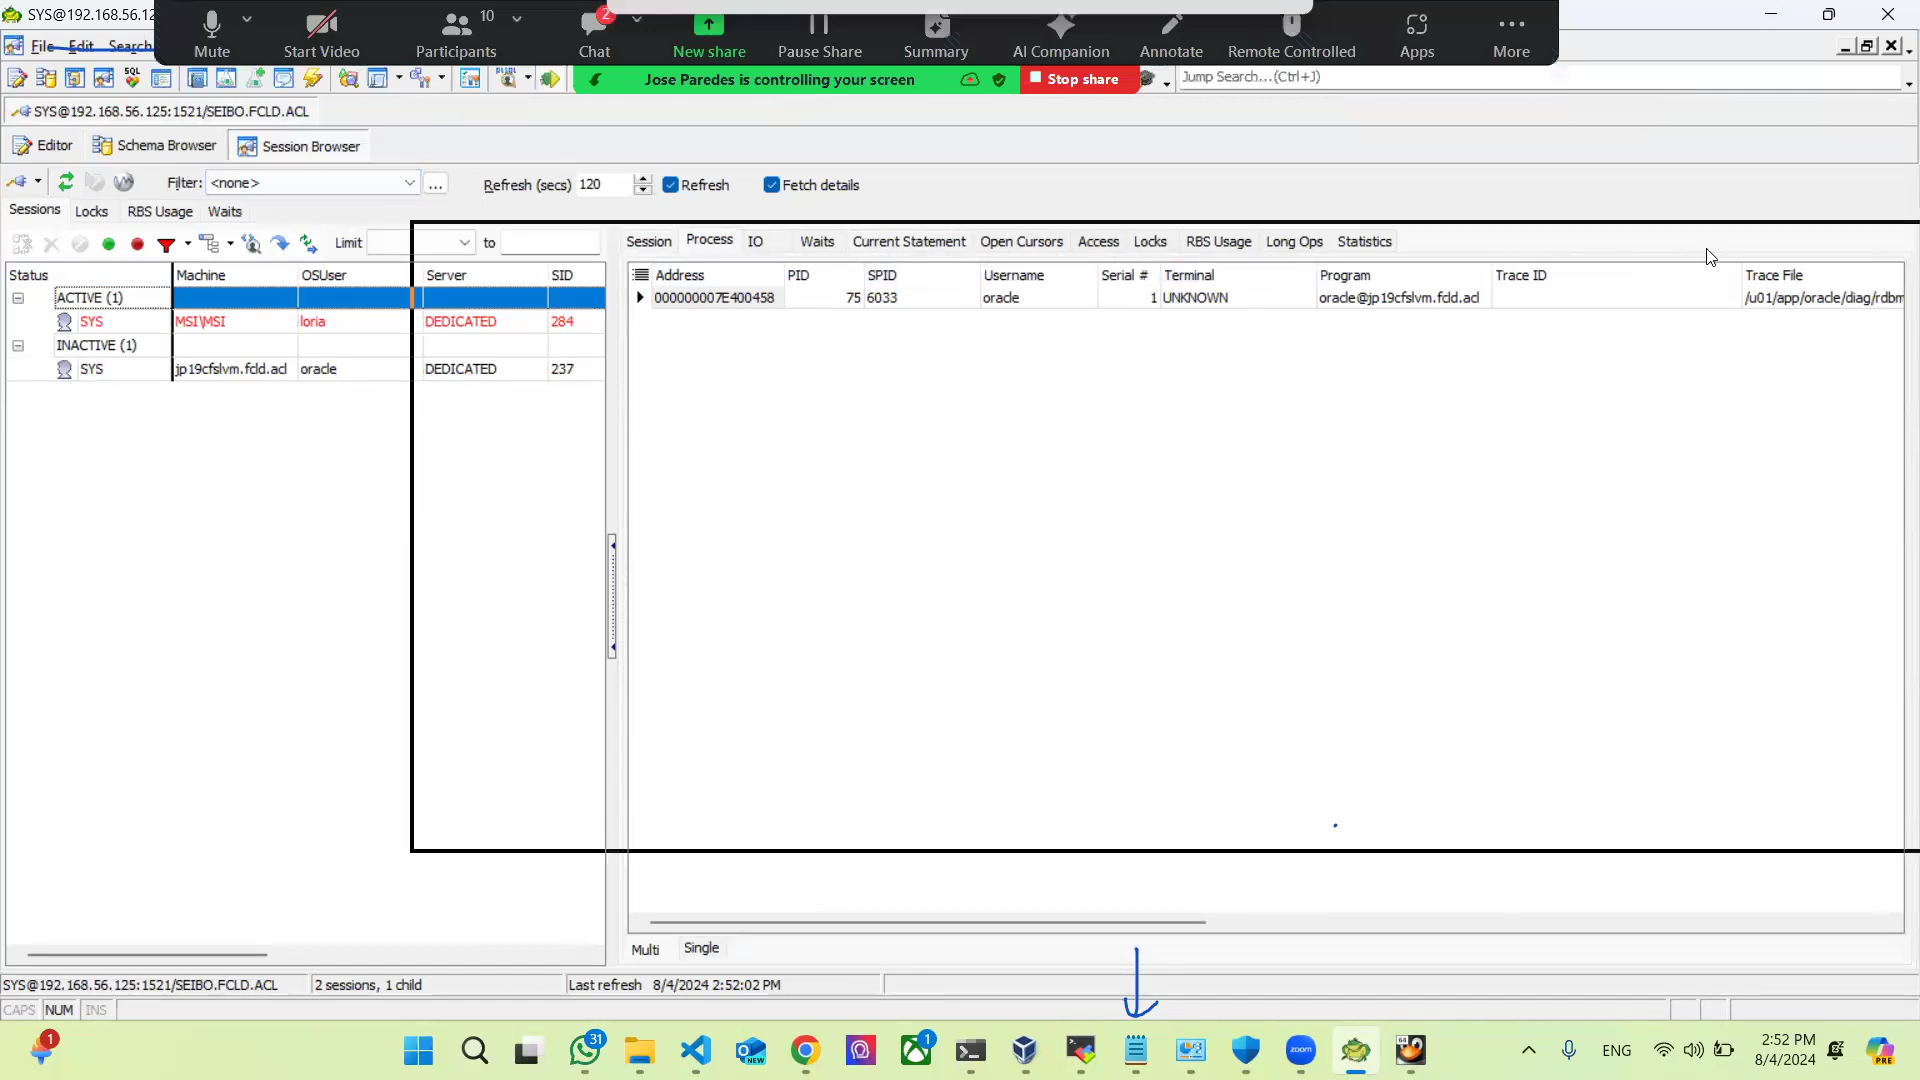 SYS@192.168.56.12
Mute
Start Video
Participants
10
Chat
2
New share
Pause Share
Summary
AI Companion
Annotate
Remote Controlled
Apps
More
File Edit Search
SQL
Jose Paredes is controlling your screen
Stop share
Jump Search...(Ctrl+J)
SYS@192.168.56.125:1521/SEIBO.FCLD.ACL
Editor Schema Browser Session Browser
Filter: <none> ... Refresh (secs) 120 Refresh Fetch details
Sessions Locks RBS Usage Waits
Limit to
Session Process IO Waits Current Statement Open Cursors Access Locks RBS Usage Long Ops Statistics
Status Machine OSUser Server SID
ACTIVE (1)
SYS MSI\MSI loria DEDICATED 284
INACTIVE (1)
SYS jp19cfslvm.fcld.acl oracle DEDICATED 237
Address PID SPID Username Serial # Terminal Program Trace ID Trace File
000000007E400458 75 6033 oracle 1 UNKNOWN oracle@jp19cfslvm.fcld.acl /u01/app/oracle/diag/rdbm
Multi Single
SYS@192.168.56.125:1521/SEIBO.FCLD.ACL 2 sessions, 1 child Last refresh 8/4/2024 2:52:02 PM
CAPS NUM INS
1
31
NEW
1
zoom
64
ENG
2:52 PM
8/4/2024
PRE